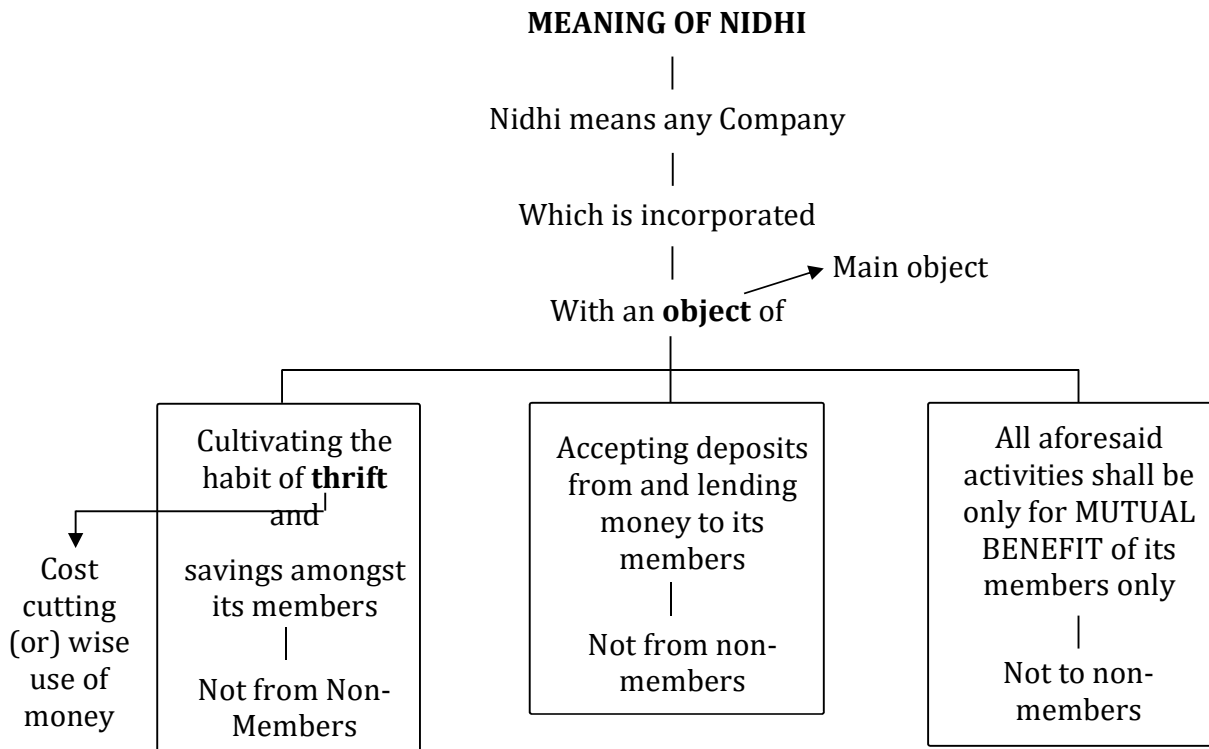 MEANING OF NIDHI
Nidhi means any Company
Which is incorporated
Main object
With an object of
Cultivating the
habit of thrift
and
savings amongst
its members
Not from Non-
Members
Cost
cutting
(or) wise
use of
money
Accepting deposits
from and lending
money to its
members
Not from non-
members
All aforesaid
activities shall be
only for MUTUAL
BENEFIT of its
members only
Not to non-
members